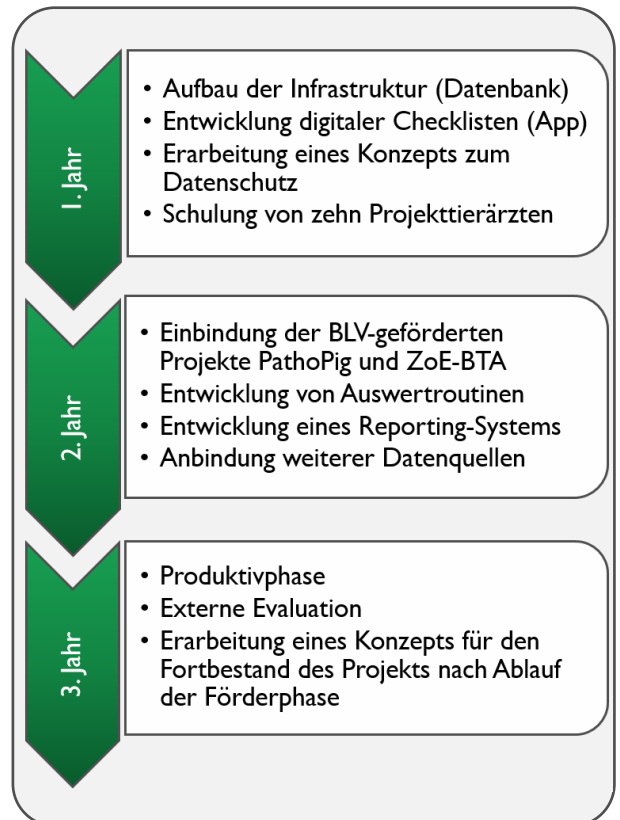 1. Jahr
• Aufbau der Infrastruktur (Datenbank)
• Entwicklung digitaler Checklisten (App)
• Erarbeitung eines Konzepts zum
Datenschutz
• Schulung von zehn Projekttierärzten
2. Jahr
• Einbindung der BLV-geförderten
Projekte PathoPig und ZoE-BTA
• Entwicklung von Auswertroutinen
• Entwicklung eines Reporting-Systems
• Anbindung weiterer Datenquellen
3. Jahr
• Produktivphase
• Externe Evaluation
• Erarbeitung eines Konzepts für den
Fortbestand des Projekts nach Ablauf
der Förderphase